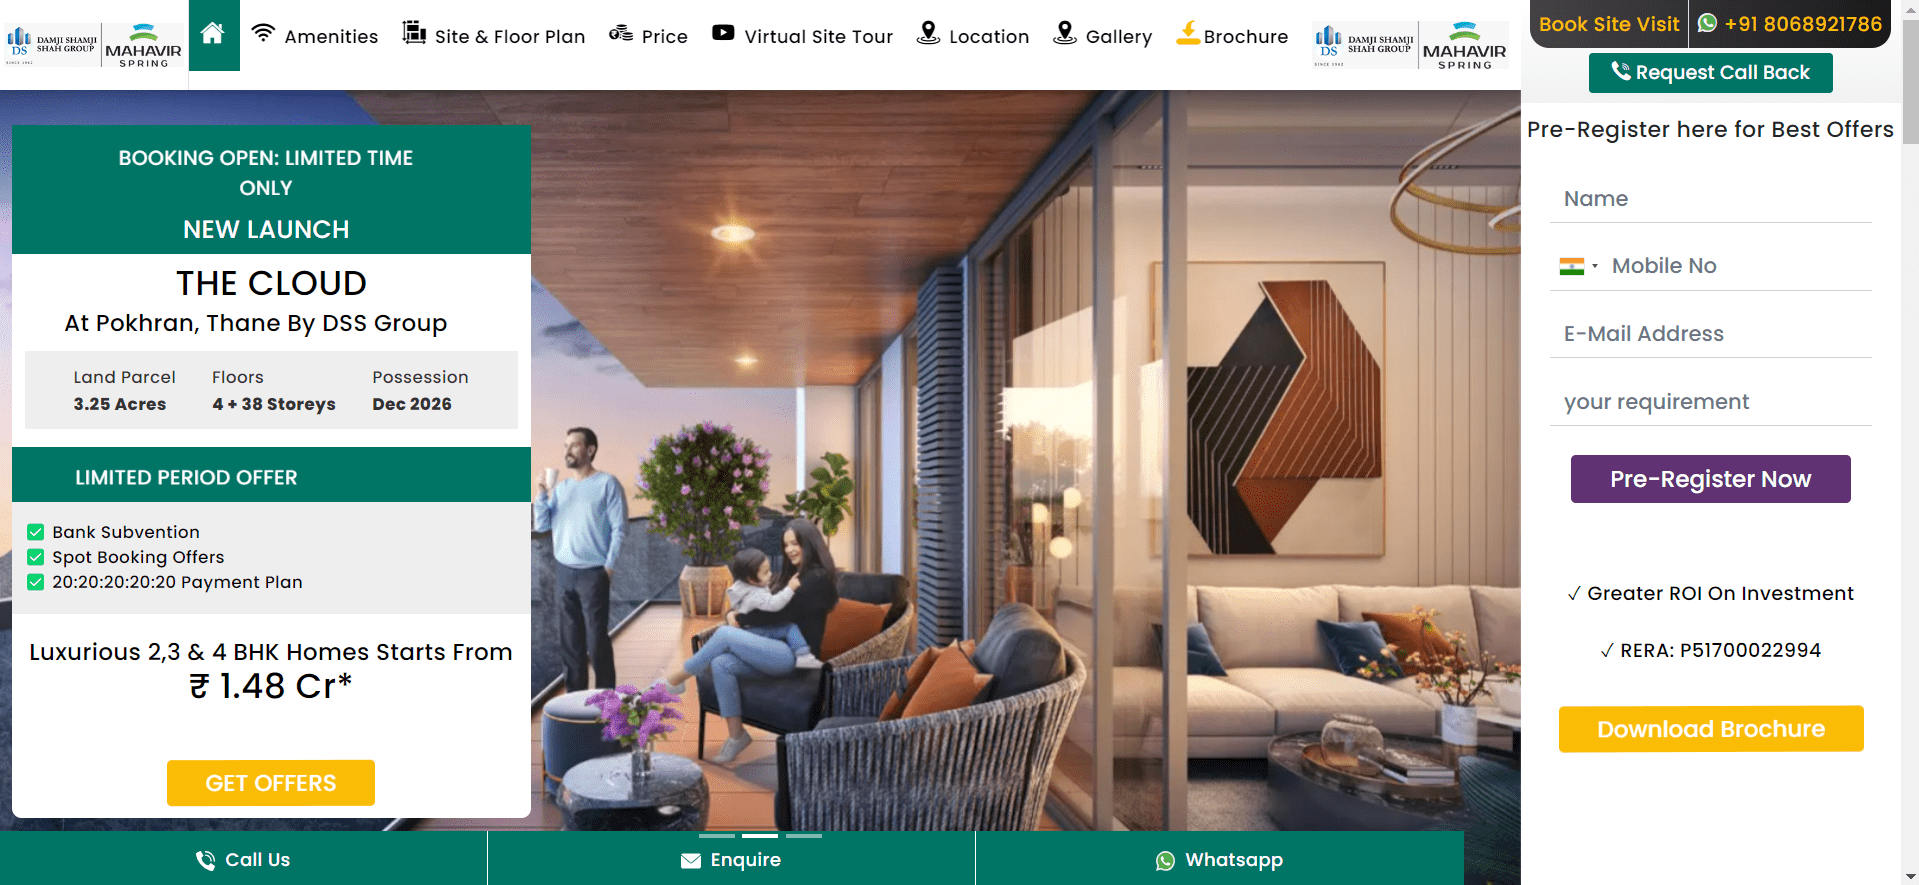 DAMJI SHAMJI
SHAH GROUP
DS
SINCE 1962
MAHAVIR
SPRING
Amenities
Site & Floor Plan
Price
Virtual Site Tour
Location
Gallery
Brochure
DAMJI SHAMJI
SHAH GROUP
DS
SINCE 1962
MAHAVIR
SPRING
Book Site Visit
+91 8068921786
Request Call Back
BOOKING OPEN: LIMITED TIME
ONLY
NEW LAUNCH
THE CLOUD
At Pokhran, Thane By DSS Group
Land Parcel Floors Possession
3.25 Acres 4 + 38 Storeys Dec 2026
LIMITED PERIOD OFFER
Bank Subvention
Spot Booking Offers
20:20:20:20:20 Payment Plan
Luxurious 2,3 & 4 BHK Homes Starts From
₹ 1.48 Cr*
GET OFFERS
Pre-Register here for Best Offers
Name
Mobile No
E-Mail Address
your requirement
Pre-Register Now
✓ Greater ROI On Investment
✓ RERA: P51700022994
Download Brochure
Call Us
Enquire
Whatsapp